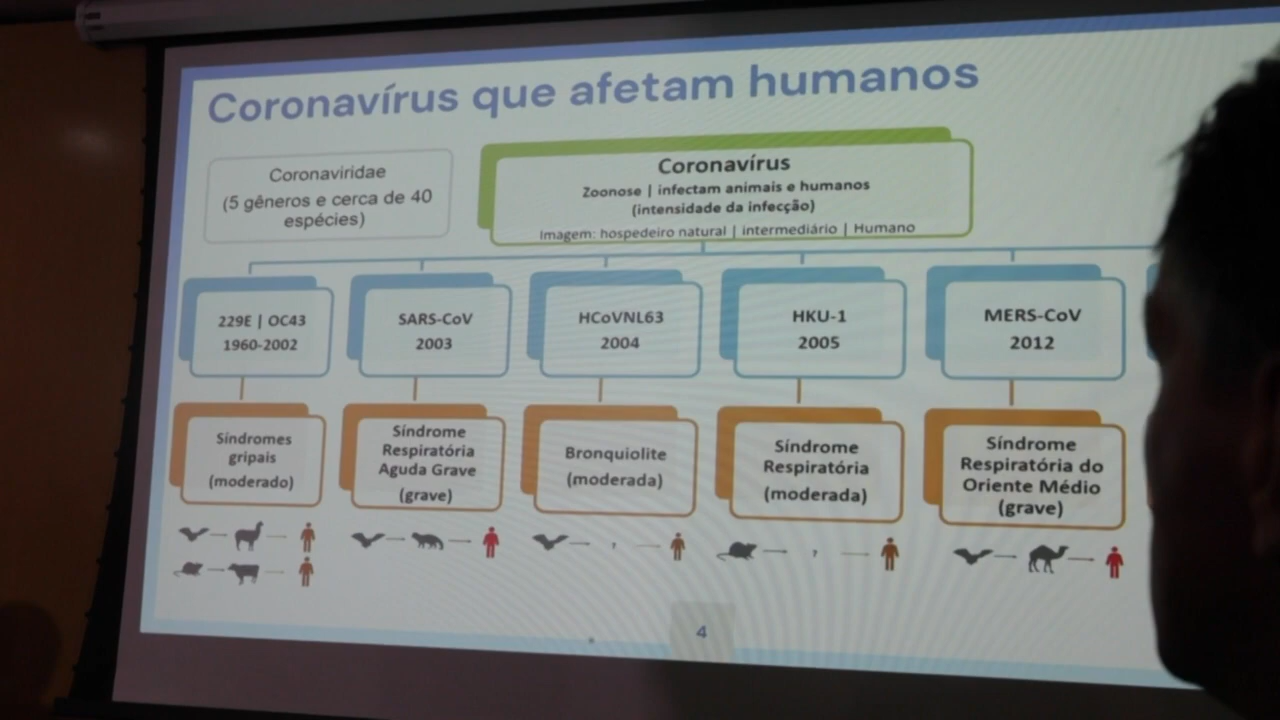 Coronavírus que afetam humanos
Coronaviridae
(5 gêneros e cerca de 40
espécies)
Coronavírus
Zoonose | infectam animais e humanos
(intensidade da infecção)
Imagem: hospedeiro natural | intermediário | Humano
229E | OC43
1960-2002
SARS-CoV
2003
HCoVNL63
2004
HKU-1
2005
MERS-CoV
2012
Síndromes
gripais
(moderado)
Síndrome
Respiratória
Aguda Grave
(grave)
Bronquiolite
(moderada)
Síndrome
Respiratória
(moderada)
Síndrome
Respiratória do
Oriente Médio
(grave)
4